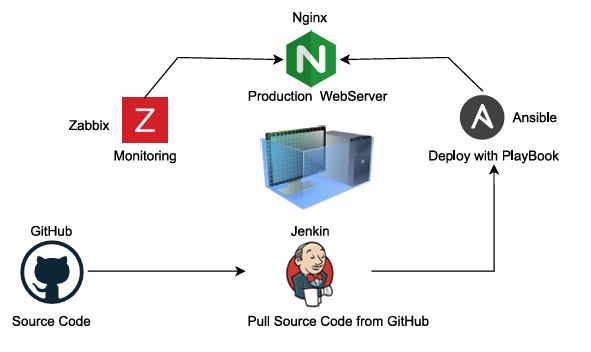 Nginx
N
Production WebServer
Zabbix
Z
Monitoring
Ansible
A
Deploy with PlayBook
GitHub
Source Code
Jenkin
Pull Source Code from GitHub